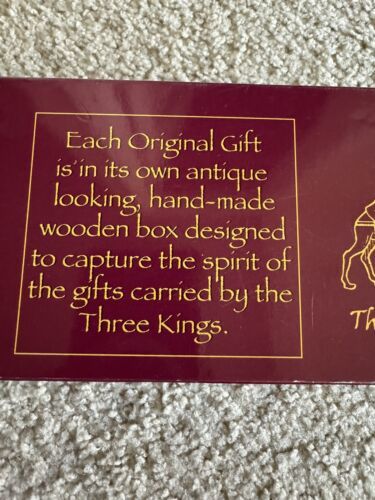 Each Original Gift
is in its own antique
looking, hand-made
wooden box designed
to capture the spirit of
the gifts carried by the
Three Kings.
Th